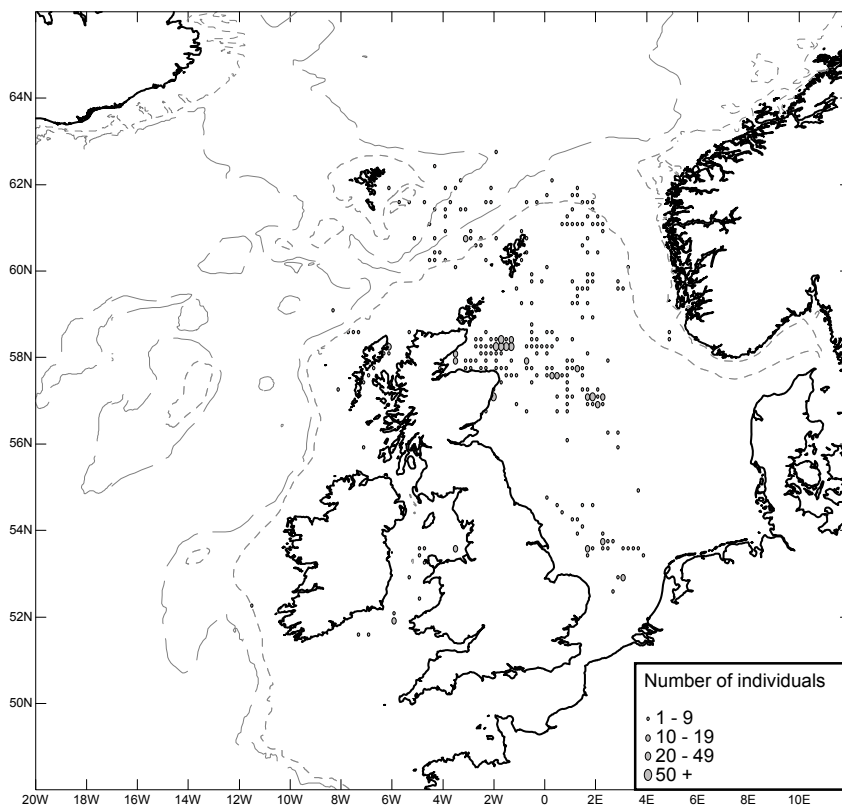 64N
62N
60N
58N
56N
54N
52N
50N
Number of individuals
1 - 9
10 - 19
20 - 49
50 +
20W 18W 16W 14W 12W 10W 8W 6W 4W 2W 0 2E 4E 6E 8E 10E